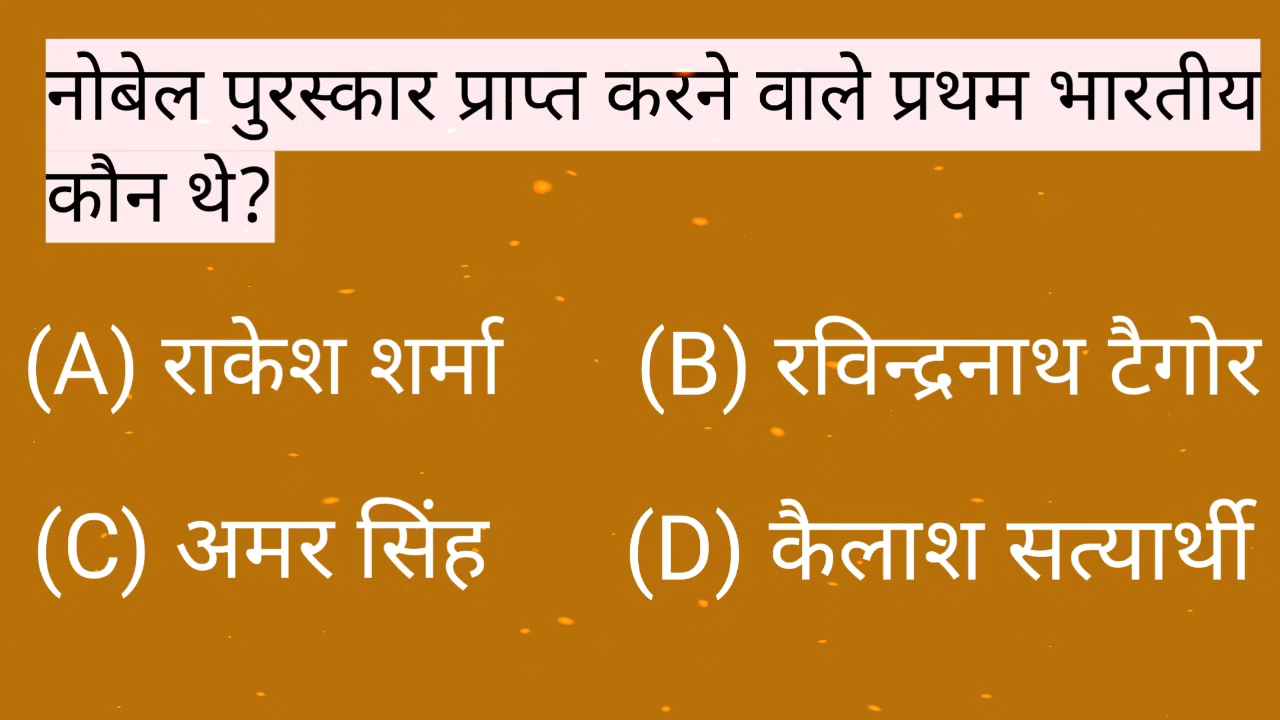 नोबेल पुरस्कार प्राप्त करने वाले प्रथम भारतीय
कौन थे?
(A) राकेश शर्मा (B) रविन्द्रनाथ टैगोर
(C) अमर सिंह (D) कैलाश सत्यार्थी